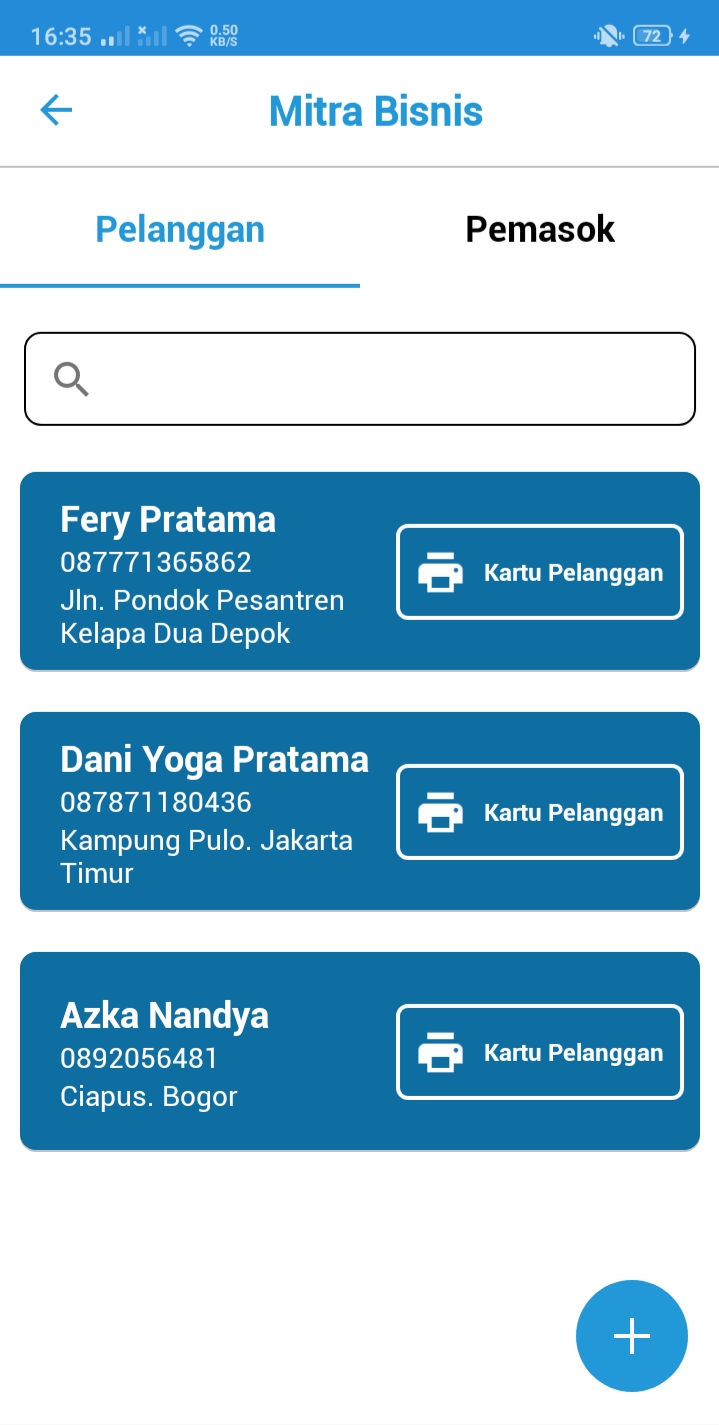 16:35 0.50 KB/S 72
Mitra Bisnis
Pelanggan Pemasok
Fery Pratama
087771365862
Jln. Pondok Pesantren
Kelapa Dua Depok
Kartu Pelanggan
Dani Yoga Pratama
087871180436
Kampung Pulo. Jakarta
Timur
Kartu Pelanggan
Azka Nandya
0892056481
Ciapus. Bogor
Kartu Pelanggan